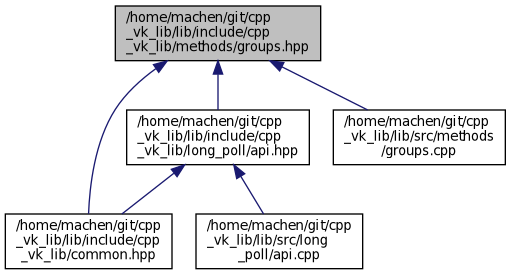 /home/machen/git/cpp
_vk_lib/lib/include/cpp
_vk_lib/methods/groups.hpp
/home/machen/git/cpp
_vk_lib/lib/include/cpp
_vk_lib/long_poll/api.hpp
/home/machen/git/cpp
_vk_lib/lib/src/methods
/groups.cpp
/home/machen/git/cpp
_vk_lib/lib/include/cpp
_vk_lib/common.hpp
/home/machen/git/cpp
_vk_lib/lib/src/long
_poll/api.cpp